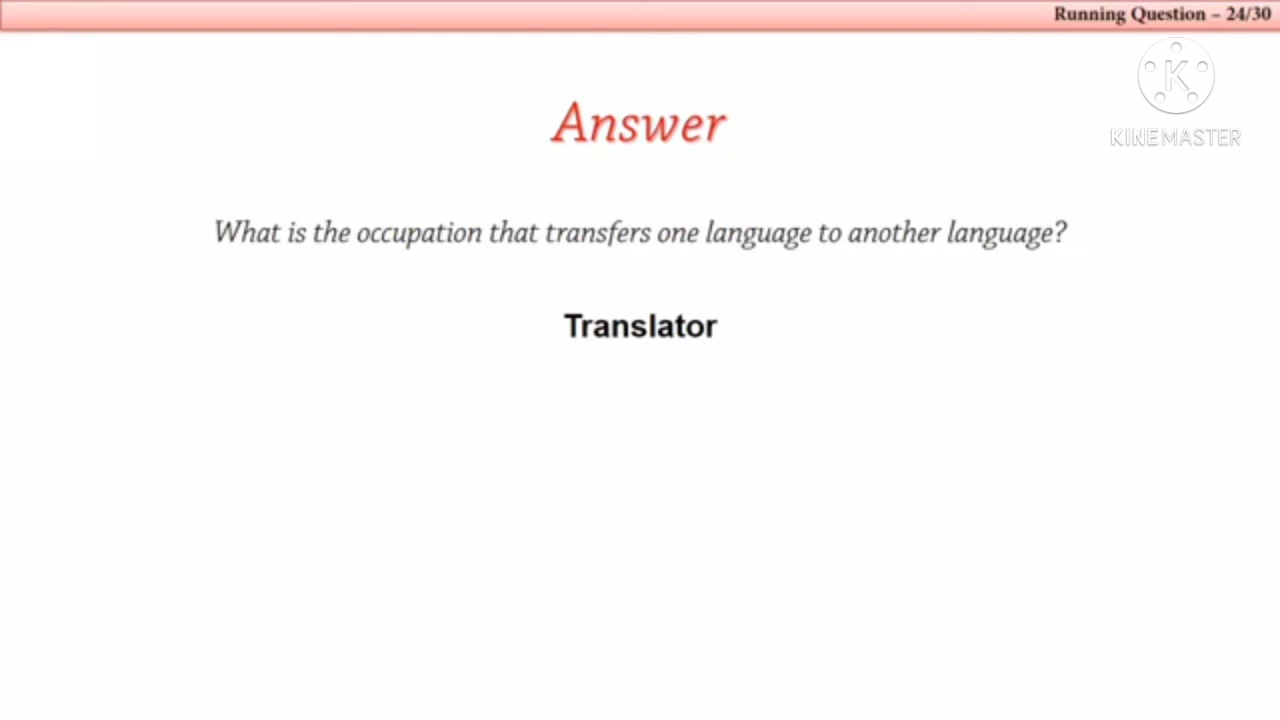 Running Question – 24/30
KINEMASTER
Answer
What is the occupation that transfers one language to another language?
Translator